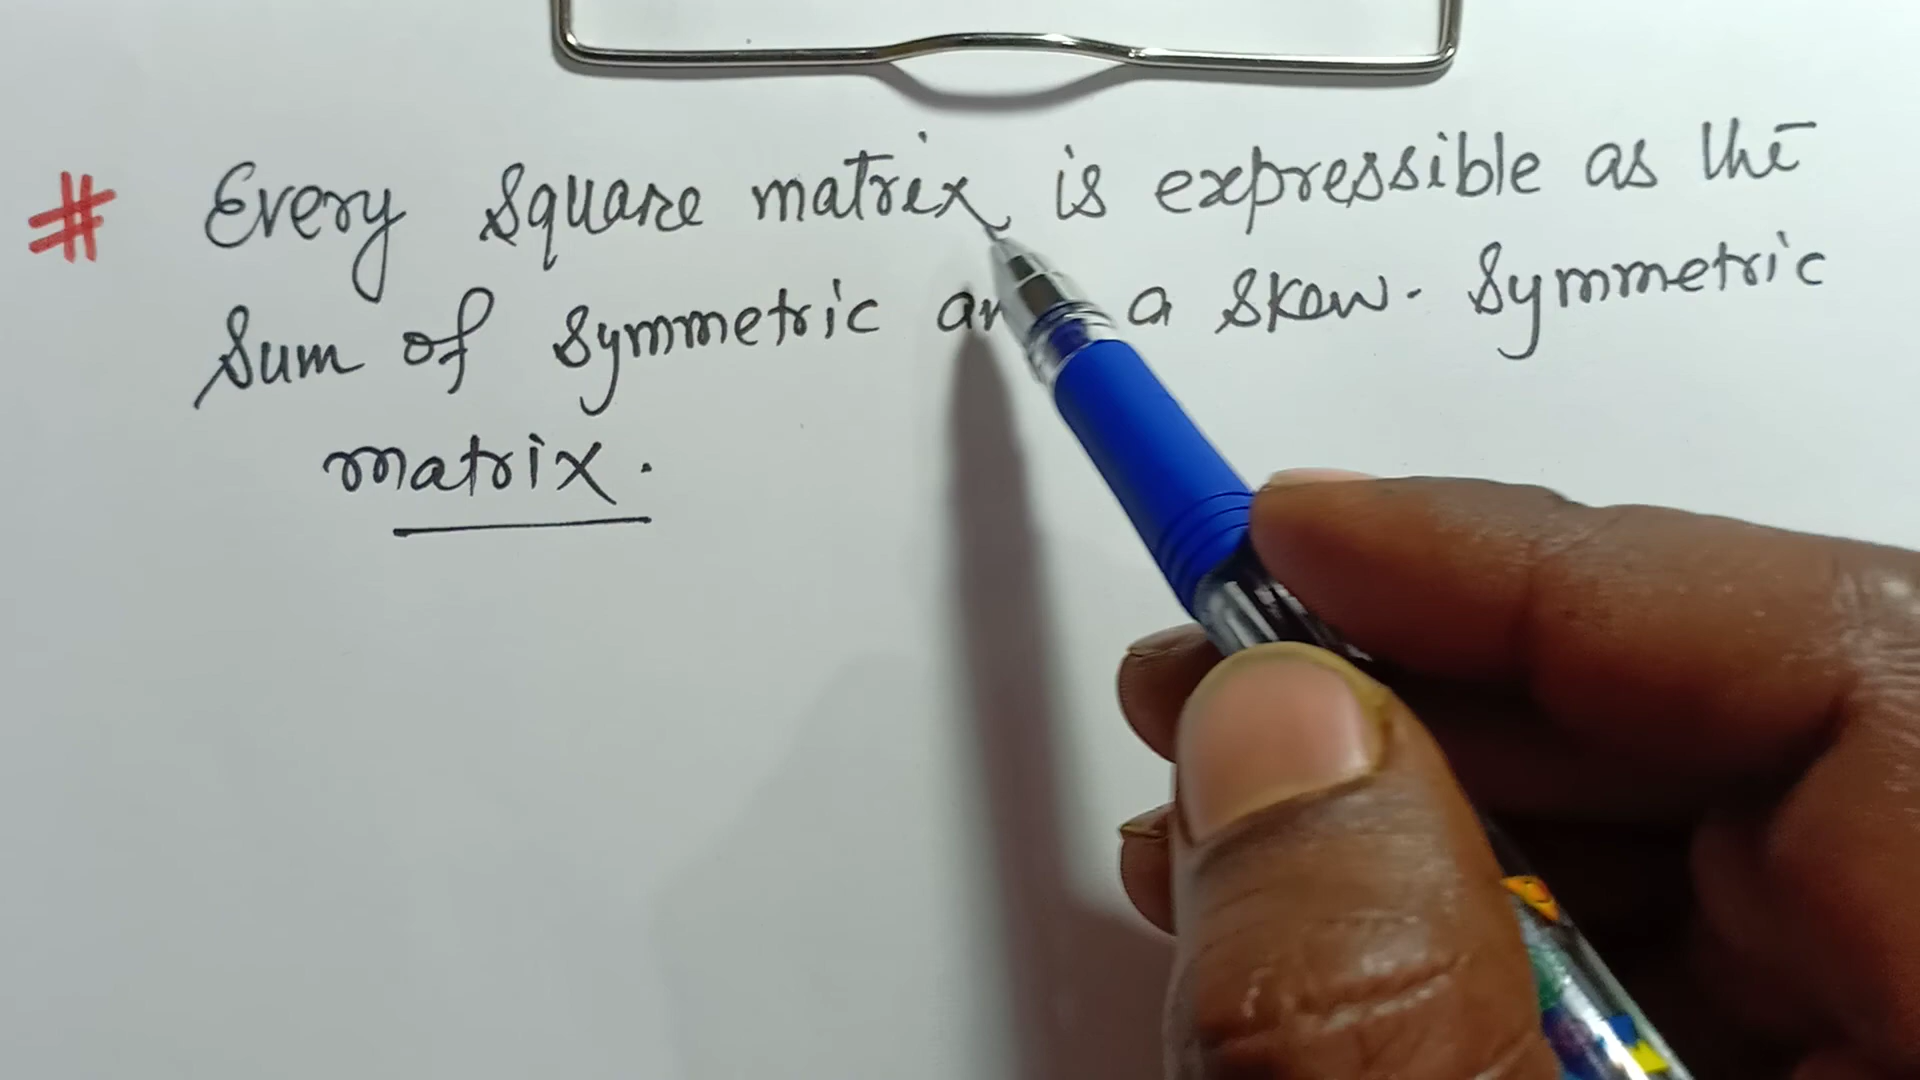 # Every square matrix is expressible as the
Sum of symmetric a a Skew. Symmetric
matrix.